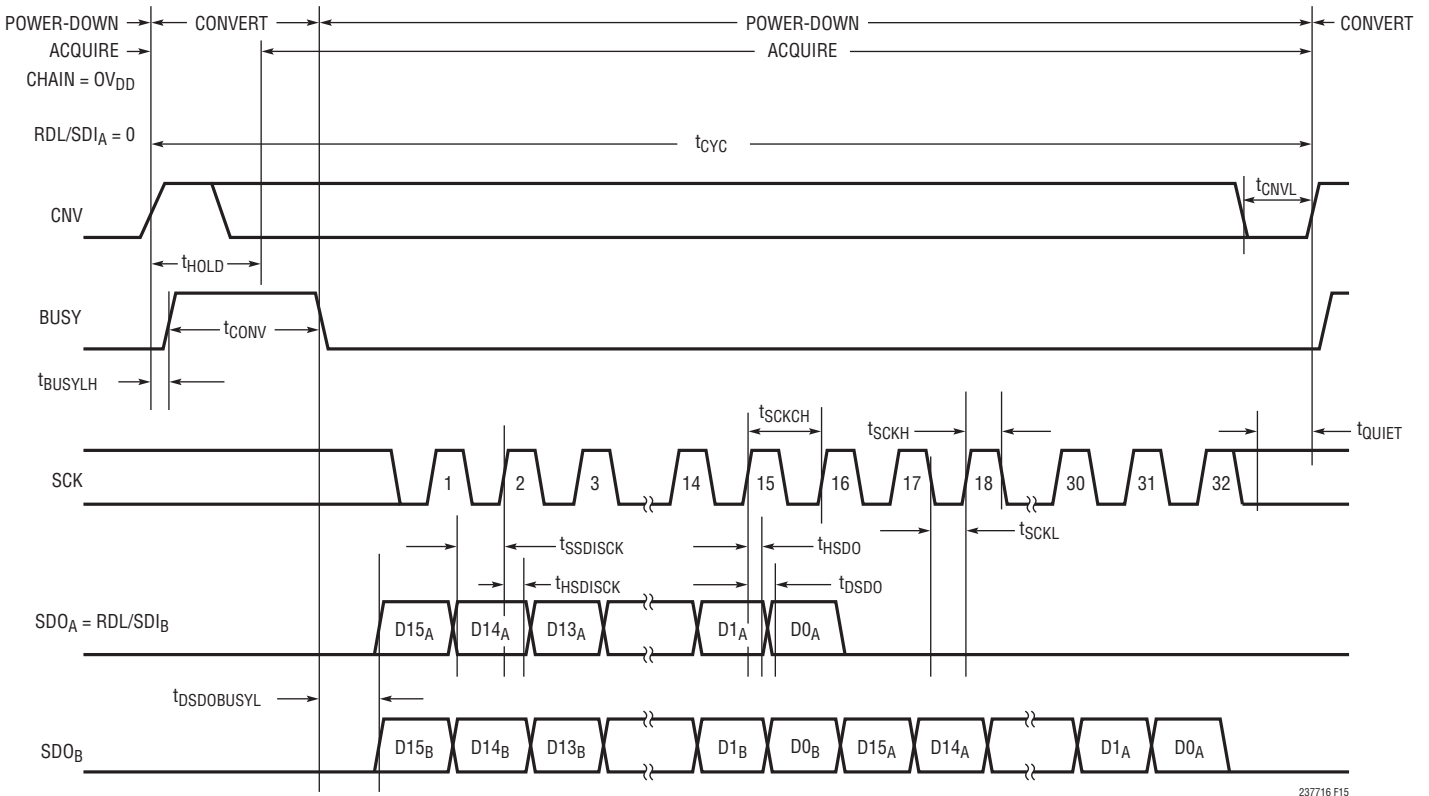 POWER-DOWN CONVERT POWER-DOWN CONVERT
ACQUIRE ACQUIRE
CHAIN = OVDD
RDL/SDIA = 0
tCYC
tCNVL
CNV
tHOLD
BUSY
tCONV
tBUSYLH
tSCKCH
tSCKH
tQUIET
SCK
1 2 3 14 15 16 17 18 30 31 32
tSSDISCK tHSDO tSCKL
tHSDISCK tDSDO
SDOA = RDL/SDIB
D15A D14A D13A D1A D0A
tDSDOBUSYL
SDOB
D15B D14B D13B D1B D0B D15A D14A D1A D0A
237716 F15